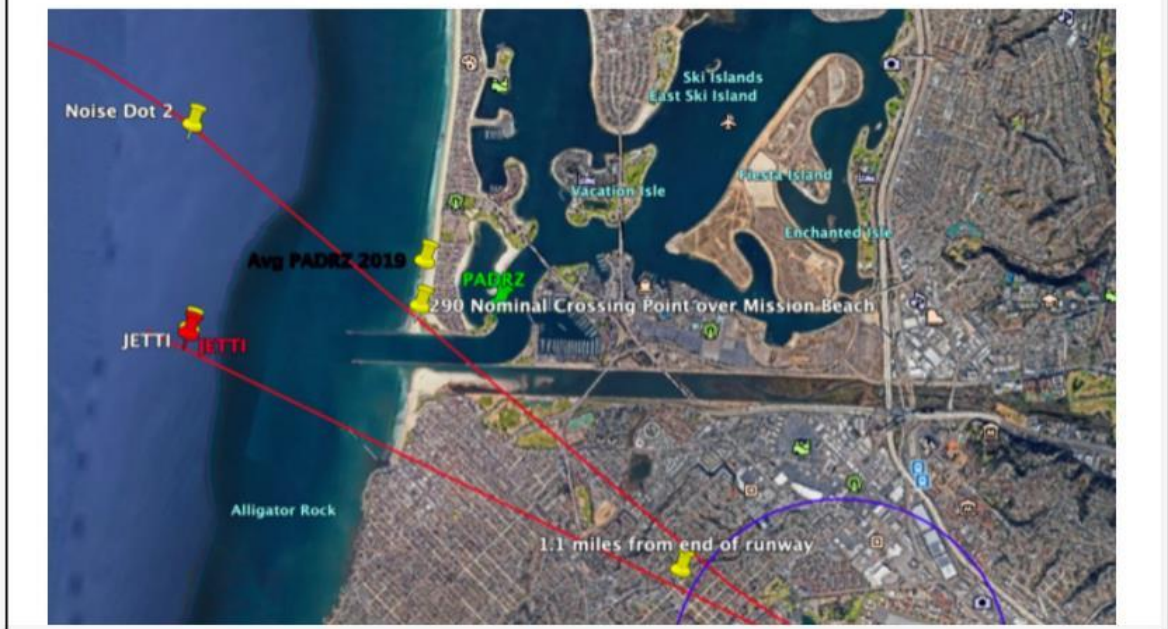 Ski Islands
East Ski Island
Noise Dot 2
Fiesta Island
Vacation Isle
Enchanted Isle
Avg PADRZ 2019
PADRZ
290 Nominal Crossing Point over Mission Beach
JETTI
JETTI
Alligator Rock
1.1 miles from end of runway